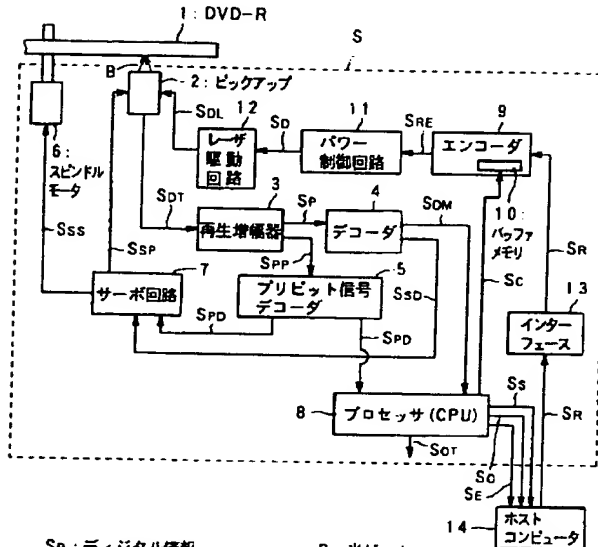 1: DVD-R
S
B
2: ピックアップ
SDL
12
レーザ
駆動
回路
SD
11
パワー
制御回路
SRE
9
エンコーダ
10:
バッファ
メモリ
6:
スピンドル
モータ
SSS
SSP
SDT
3
再生増幅器
SP
4
デコーダ
SDM
SPP
5
プリピット信号
デコーダ
SSD
SC
SR
13
インター
フェース
7
サーボ回路
SPD
SPD
8
プロセッサ(CPU)
SS
SO
SE
SOT
SR
14
ホスト
コンピュータ